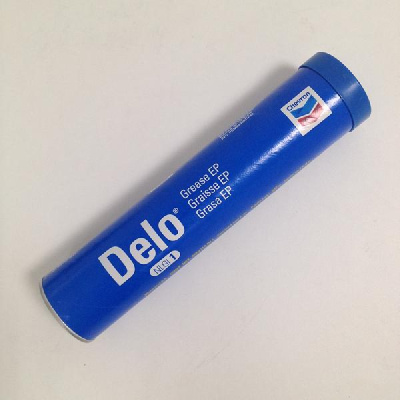 Chevron
Delo®
NLGI 1
Grease EP
Graisse EP
Grasa EP